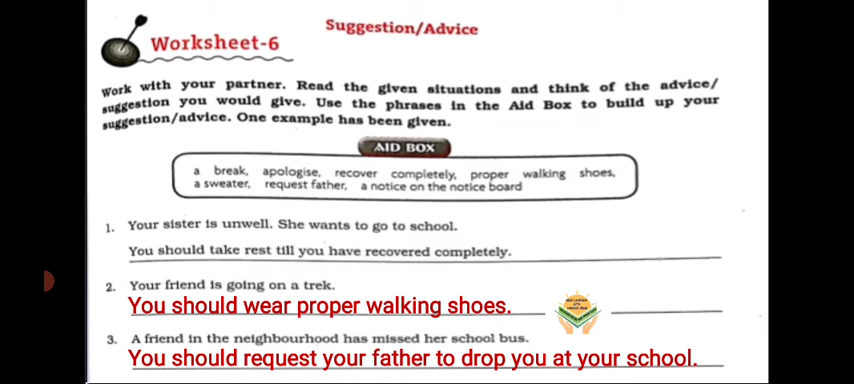 Suggestion/Advice
Worksheet-6
Work with your partner. Read the given situations and think of the advice/
suggestion you would give. Use the phrases in the Aid Box to build up your
suggestion/advice. One example has been given.
AID BOX
a break, apologise, recover completely, proper walking shoes,
a sweater, request father, a notice on the notice board
1. Your sister is unwell. She wants to go to school.
You should take rest till you have recovered completely.
2. Your friend is going on a trek.
You should wear proper walking shoes.
3. A friend in the neighbourhood has missed her school bus.
You should request your father to drop you at your school.